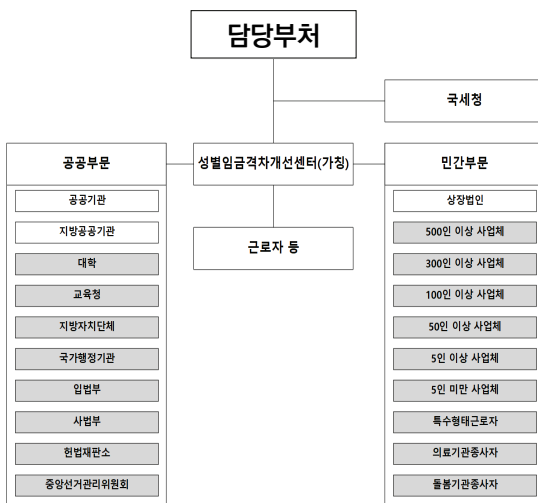 담당부처
국세청
공공부문
성별임금격차개선센터(가칭)
민간부문
공공기관
지방공공기관
대학
교육청
지방자치단체
국가행정기관
입법부
사법부
헌법재판소
중앙선거관리위원회
근로자 등
상장법인
500인 이상 사업체
300인 이상 사업체
100인 이상 사업체
50인 이상 사업체
5인 이상 사업체
5인 미만 사업체
특수형태근로자
의료기관종사자
돌봄기관종사자